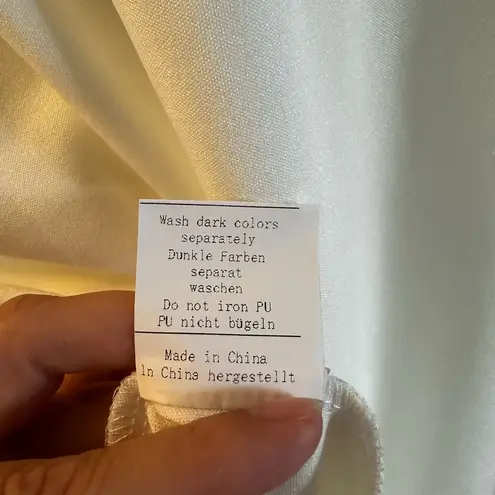 Wash dark colors
separately
Dunkle Farben
separat
waschen
Do not iron PU
PU nicht bügeln
Made in China
In China hergestellt